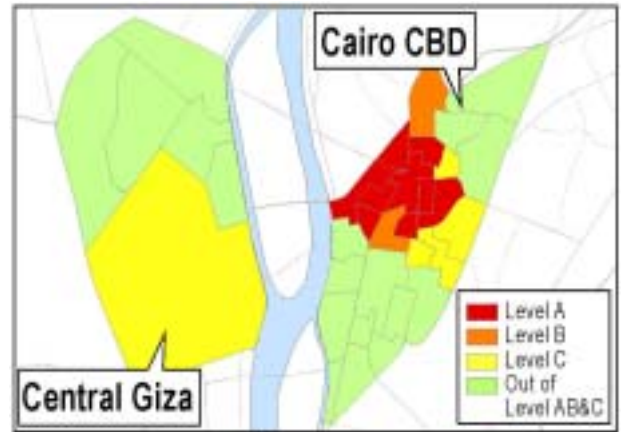 Cairo CBD
Central Giza
Level A
Level B
Level C
Out of
Level AB&C